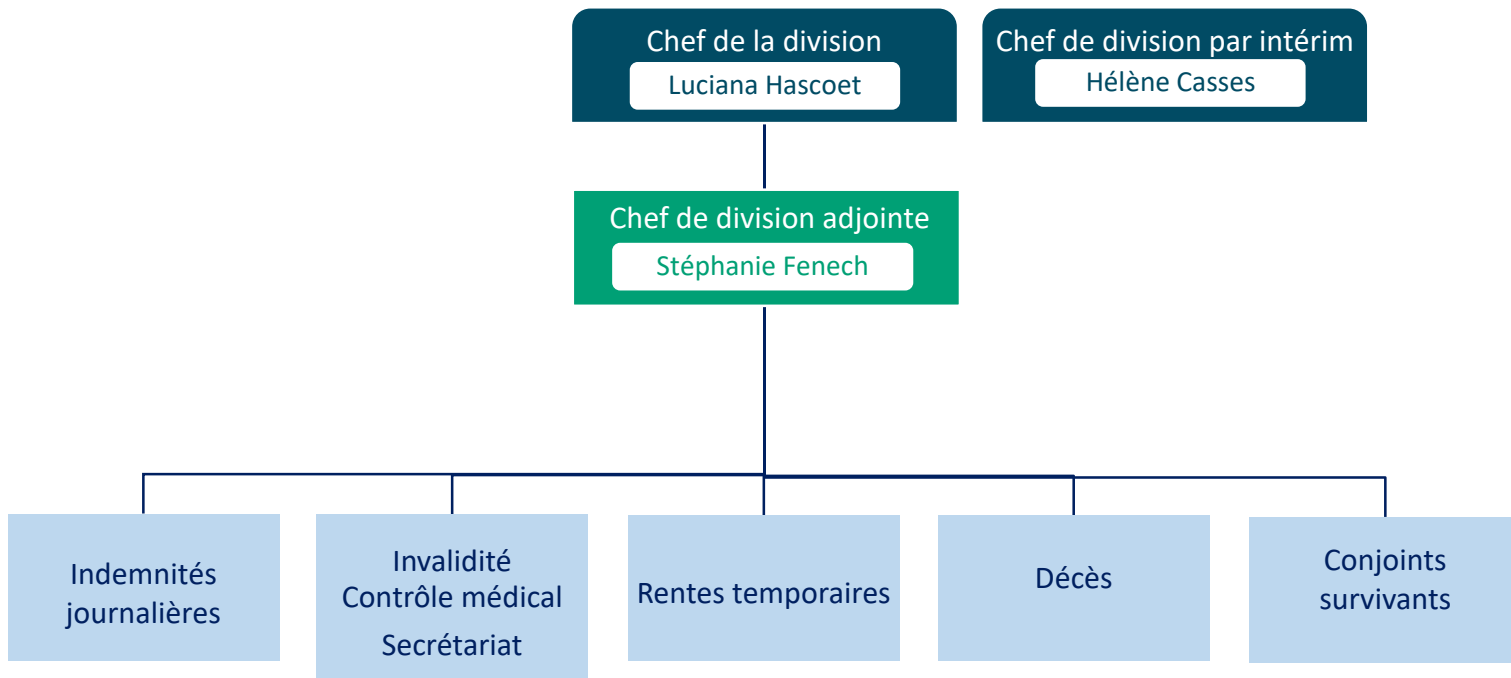 Chef de la division
Luciana Hascoet
Chef de division par intérim
Hélène Casses
Chef de division adjointe
Stéphanie Fenech
Indemnités
journalières
Invalidité
Contrôle médical
Secrétariat
Rentes temporaires
Décès
Conjoints
survivants